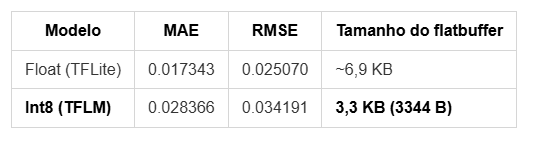 Modelo MAE RMSE Tamanho do flatbuffer
Float (TFLite) 0.017343 0.025070 ~6,9 KB
Int8 (TFLM) 0.028366 0.034191 3,3 KB (3344 B)